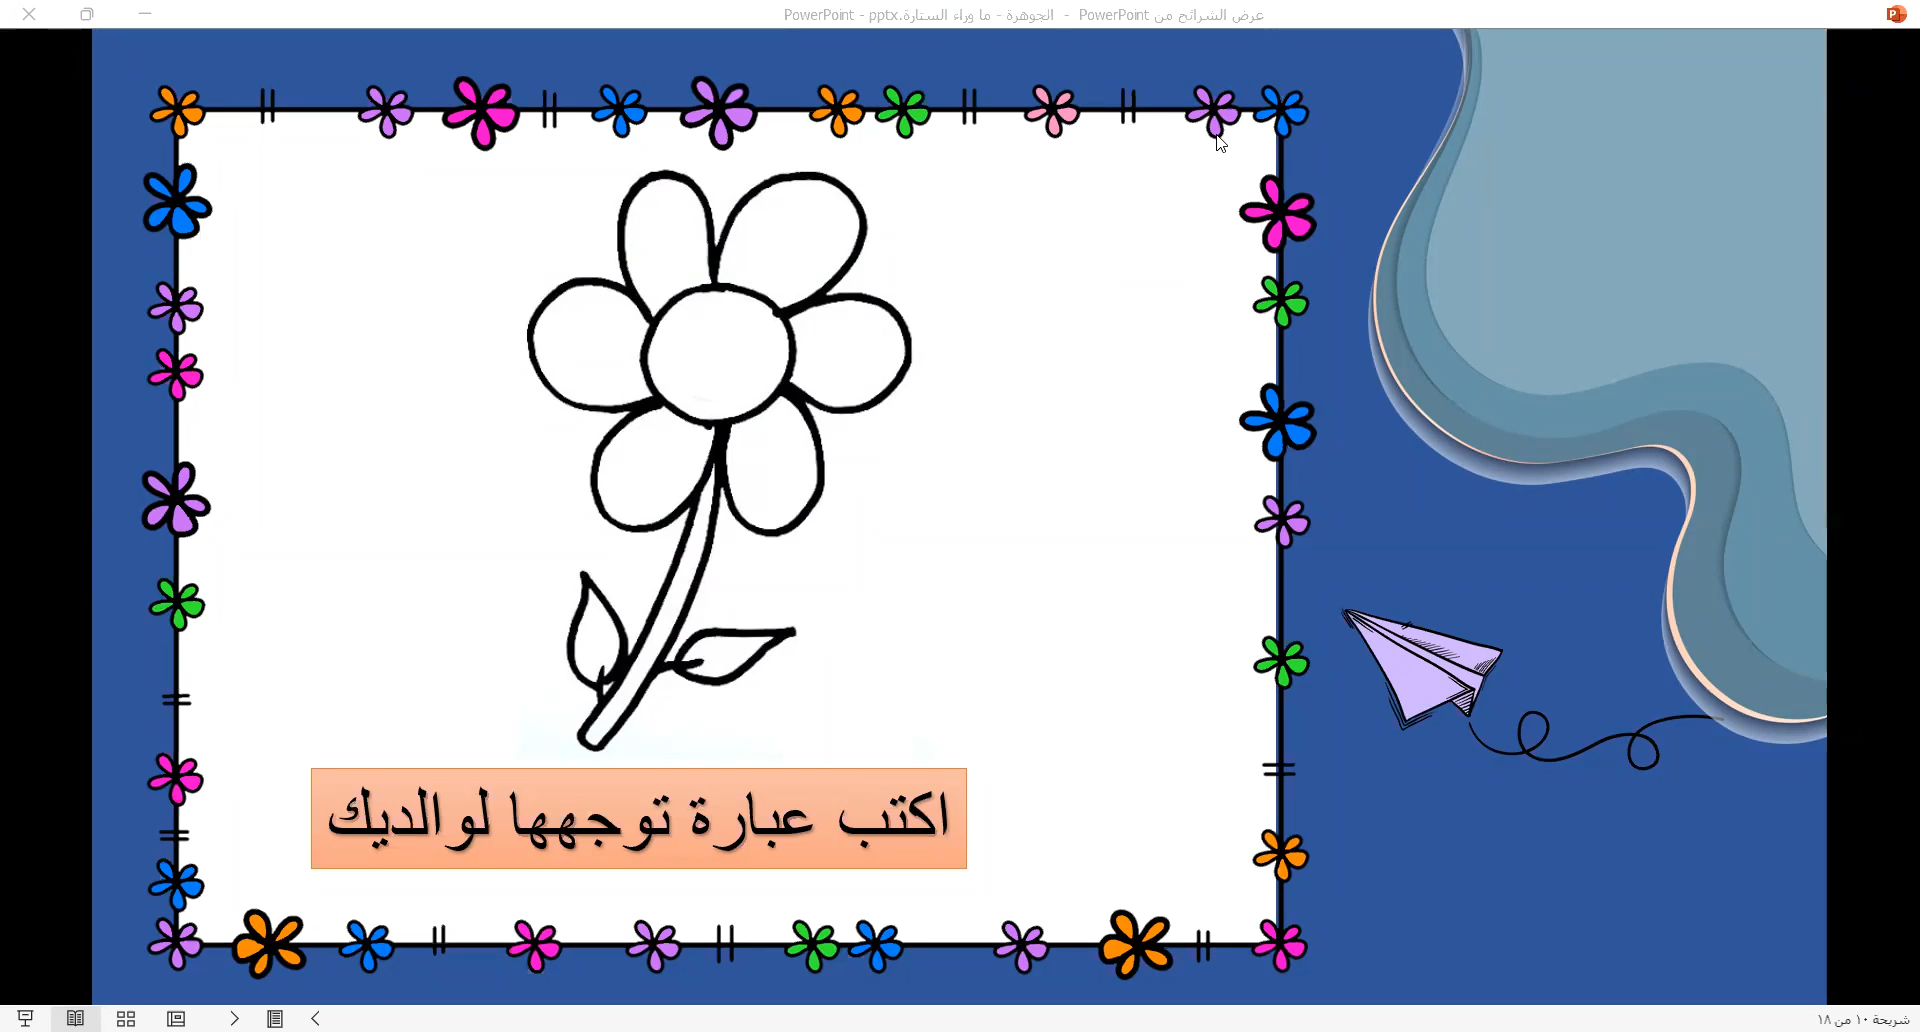 عرض الشرائح من PowerPoint - الجوهرة - ما وراء الستارة.pptx - PowerPoint
اكتب عبارة توجهها لوالديك
شريحة ١٠ من ١٨